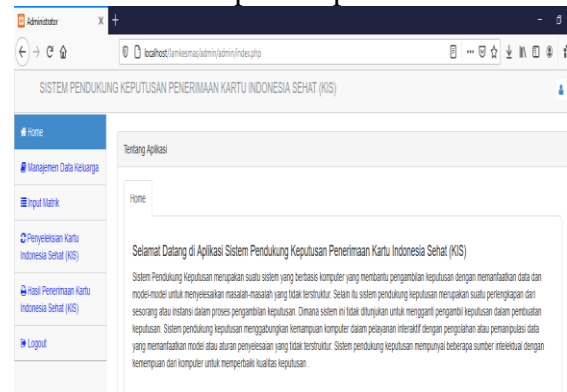 Administrator
localhost/Jamkesmas/admin/admin/index.php
SISTEM PENDUKUNG KEPUTUSAN PENERIMAAN KARTU INDONESIA SEHAT (KIS)
Home
Manajemen Data Keluarga
Input Matrik
Penyeleksian Kartu
Indonesia Sehat (KIS)
Hasil Penerimaan Kartu
Indonesia Sehat (KIS)
Logout
Tentang Aplikasi
Home
Selamat Datang di Aplikasi Sistem Pendukung Keputusan Penerimaan Kartu Indonesia Sehat (KIS)
Sistem Pendukung Keputusan merupakan suatu sistem yang berbasis komputer yang membantu pengambilan keputusan dengan memanfaatkan data dan
model-model untuk menyelesaikan masalah-masalah yang tidak terstruktur. Selain itu sistem pendukung keputusan merupakan suatu perlengkapan dari
seseorang atau instansi dalam proses pengambilan keputusan. Dimana sistem ini tidak ditunjukan untuk mengganti pengambil keputusan dalam pembuatan
keputusan. Sistem pendukung keputusan menggabungkan kemampuan komputer dalam pelayanan interaktif dengan pengolahan atau pemanipulasi data
yang memanfaatkan model atau aturan penyelesaian yang tidak terstruktur. Sistem pendukung keputusan mempunyai beberapa sumber intelektual dengan
kemempuan dari komputer untuk memperbaiki kualitas keputusan .